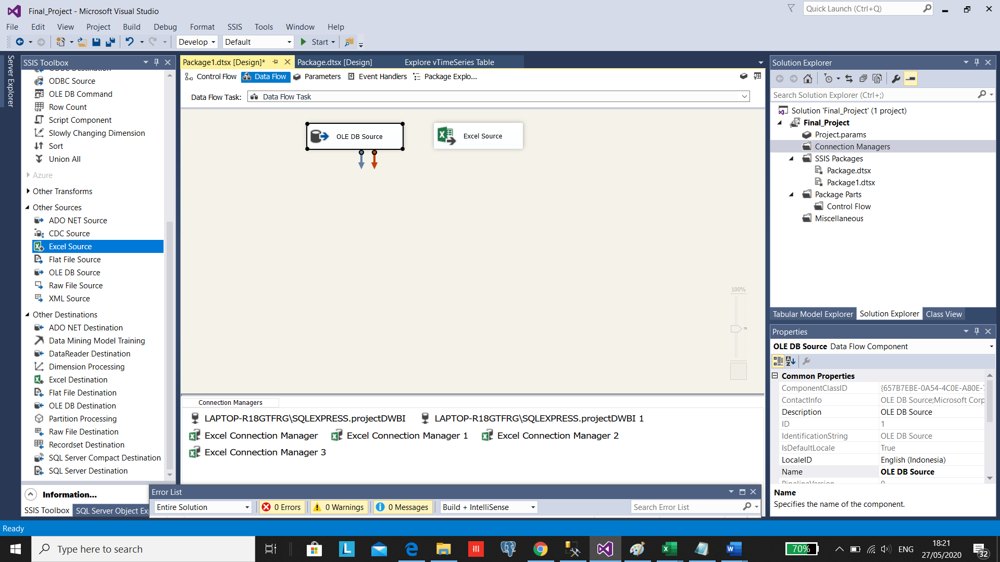 Final_Project - Microsoft Visual Studio
Quick Launch (Ctrl+Q)
File Edit View Project Build Debug Format SSIS Tools Window Help
Develop Default Start
Server Explorer
SSIS Toolbox
ODBC Destination
ODBC Source
OLE DB Command
Row Count
Script Component
Slowly Changing Dimension
Sort
Union All
Azure
Other Transforms
Other Sources
ADO NET Source
CDC Source
Excel Source
Flat File Source
OLE DB Source
Raw File Source
XML Source
Other Destinations
ADO NET Destination
Data Mining Model Training
DataReader Destination
Dimension Processing
Excel Destination
Flat File Destination
OLE DB Destination
Partition Processing
Raw File Destination
Recordset Destination
SQL Server Compact Destination
SQL Server Destination
Information...
SSIS Toolbox SQL Server Object Ex
Package1.dtsx [Design]* Package.dtsx [Design] Explore vTimeSeries Table
Control Flow Data Flow Parameters Event Handlers Package Explo...
Data Flow Task: Data Flow Task
OLE DB Source
Excel Source
100%
Connection Managers
LAPTOP-R18GTFRG\SQLEXPRESS.projectDWBI LAPTOP-R18GTFRG\SQLEXPRESS.projectDWBI 1
Excel Connection Manager Excel Connection Manager 1 Excel Connection Manager 2
Excel Connection Manager 3
Error List
Entire Solution 0 Errors 0 Warnings 0 Messages Build + IntelliSense Search Error List
Solution Explorer
Search Solution Explorer (Ctrl+;)
Solution 'Final_Project' (1 project)
Final_Project
Project.params
Connection Managers
SSIS Packages
Package.dtsx
Package1.dtsx
Package Parts
Control Flow
Miscellaneous
Tabular Model Explorer Solution Explorer Class View
Properties
OLE DB Source Data Flow Component
Common Properties
ComponentClassID {657B7EBE-0A54-4C0E-A80E-
ContactInfo OLE DB Source;Microsoft Corp
Description OLE DB Source
ID 1
IdentificationString OLE DB Source
IsDefaultLocale True
LocaleID English (Indonesia)
Name OLE DB Source
PipelineVersion 0
Name
Specifies the name of the component.
Ready
Type here to search
70% ENG
18:21
27/05/2020
32